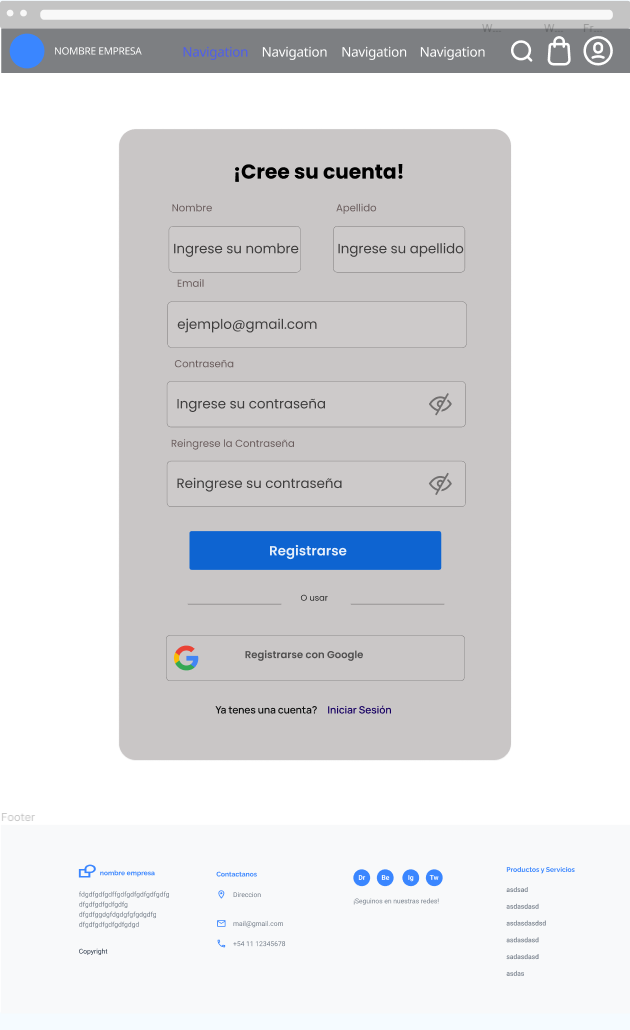 W... W... Fr...
NOMBRE EMPRESA Navigation Navigation Navigation Navigation
¡Cree su cuenta!
Nombre Apellido
Ingrese su nombre Ingrese su apellido
Email
ejemplo@gmail.com
Contraseña
Ingrese su contraseña
Reingrese la Contraseña
Reingrese su contraseña
Registrarse
O usar
Registrarse con Google
Ya tenes una cuenta? Iniciar Sesión
Footer
nombre empresa
fdgdfgdfgdffgdfgdfgdfgdfgdfg
dfgdfgdfgdfgdfg
dfgdfggdgfdgdgfgfgdgdfg
dfgdfgdfgdfgdfgdgd
Copyright
Contactanos
Direccion
mail@gmail.com
+54 11 12345678
Dr Be Ig Tw
¡Seguinos en nuestras redes!
Productos y Servicios
asdsad
asdasdasd
asdasdasdsd
asdasdasd
sadasdasd
asdas